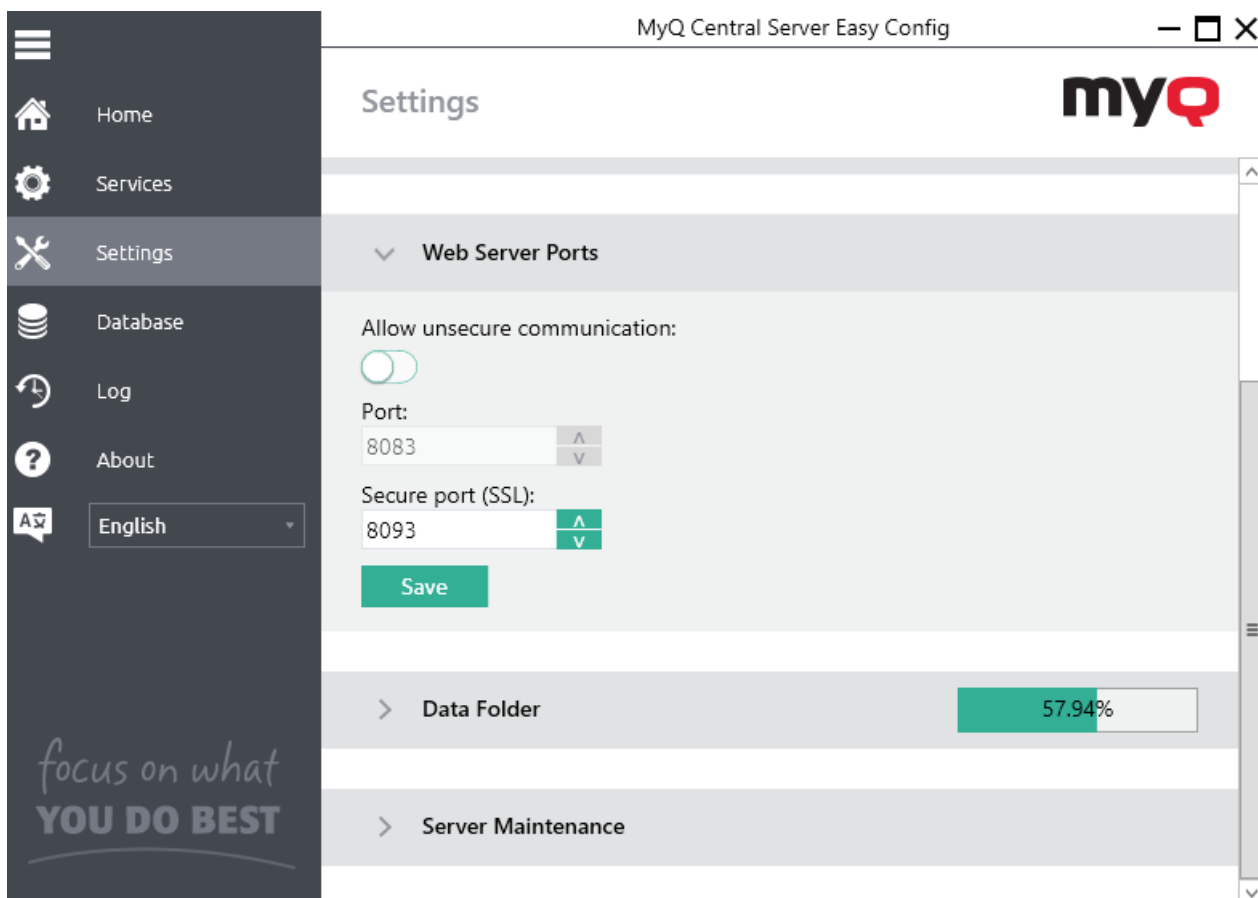 MyQ Central Server Easy Config
Home
Services
Settings
Database
Log
About
English
focus on what
YOU DO BEST
Settings
myQ
Web Server Ports
Allow unsecure communication:
Port:
8083
Secure port (SSL):
8093
Save
Data Folder
57.94%
Server Maintenance